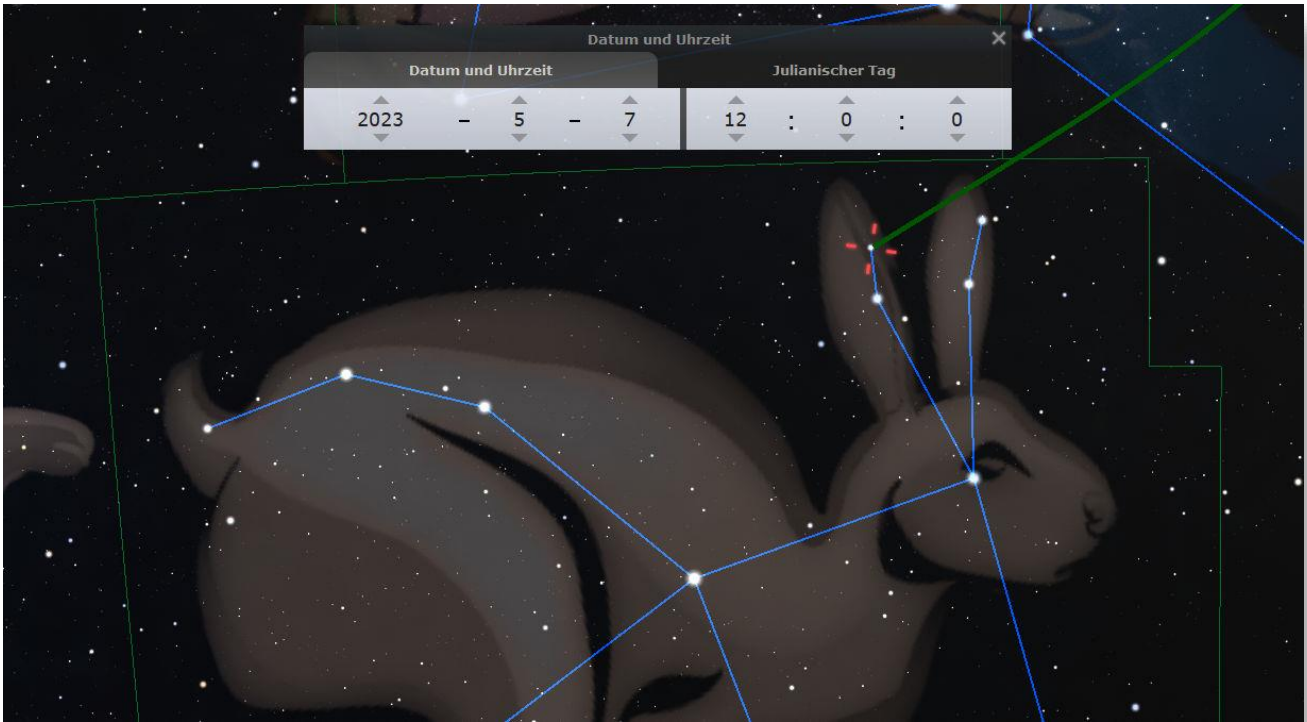 Datum und Uhrzeit
Datum und Uhrzeit Julianischer Tag
2023 – 5 – 7 12 : 0 : 0